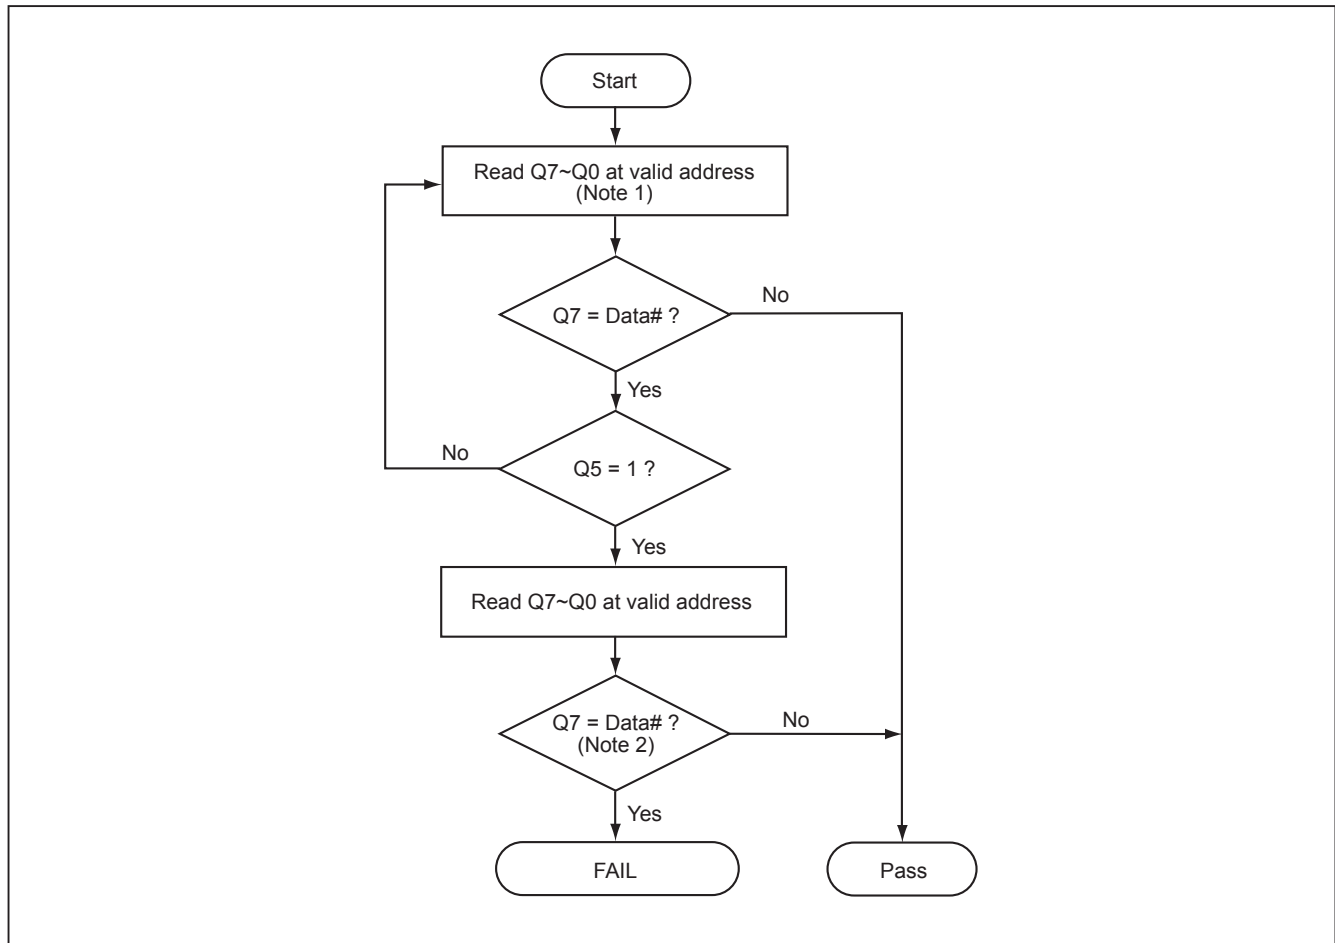 Start
Read Q7~Q0 at valid address
(Note 1)
Q7 = Data# ?
No
Yes
No
Q5 = 1 ?
Yes
Read Q7~Q0 at valid address
Q7 = Data# ?
(Note 2)
No
Yes
FAIL
Pass